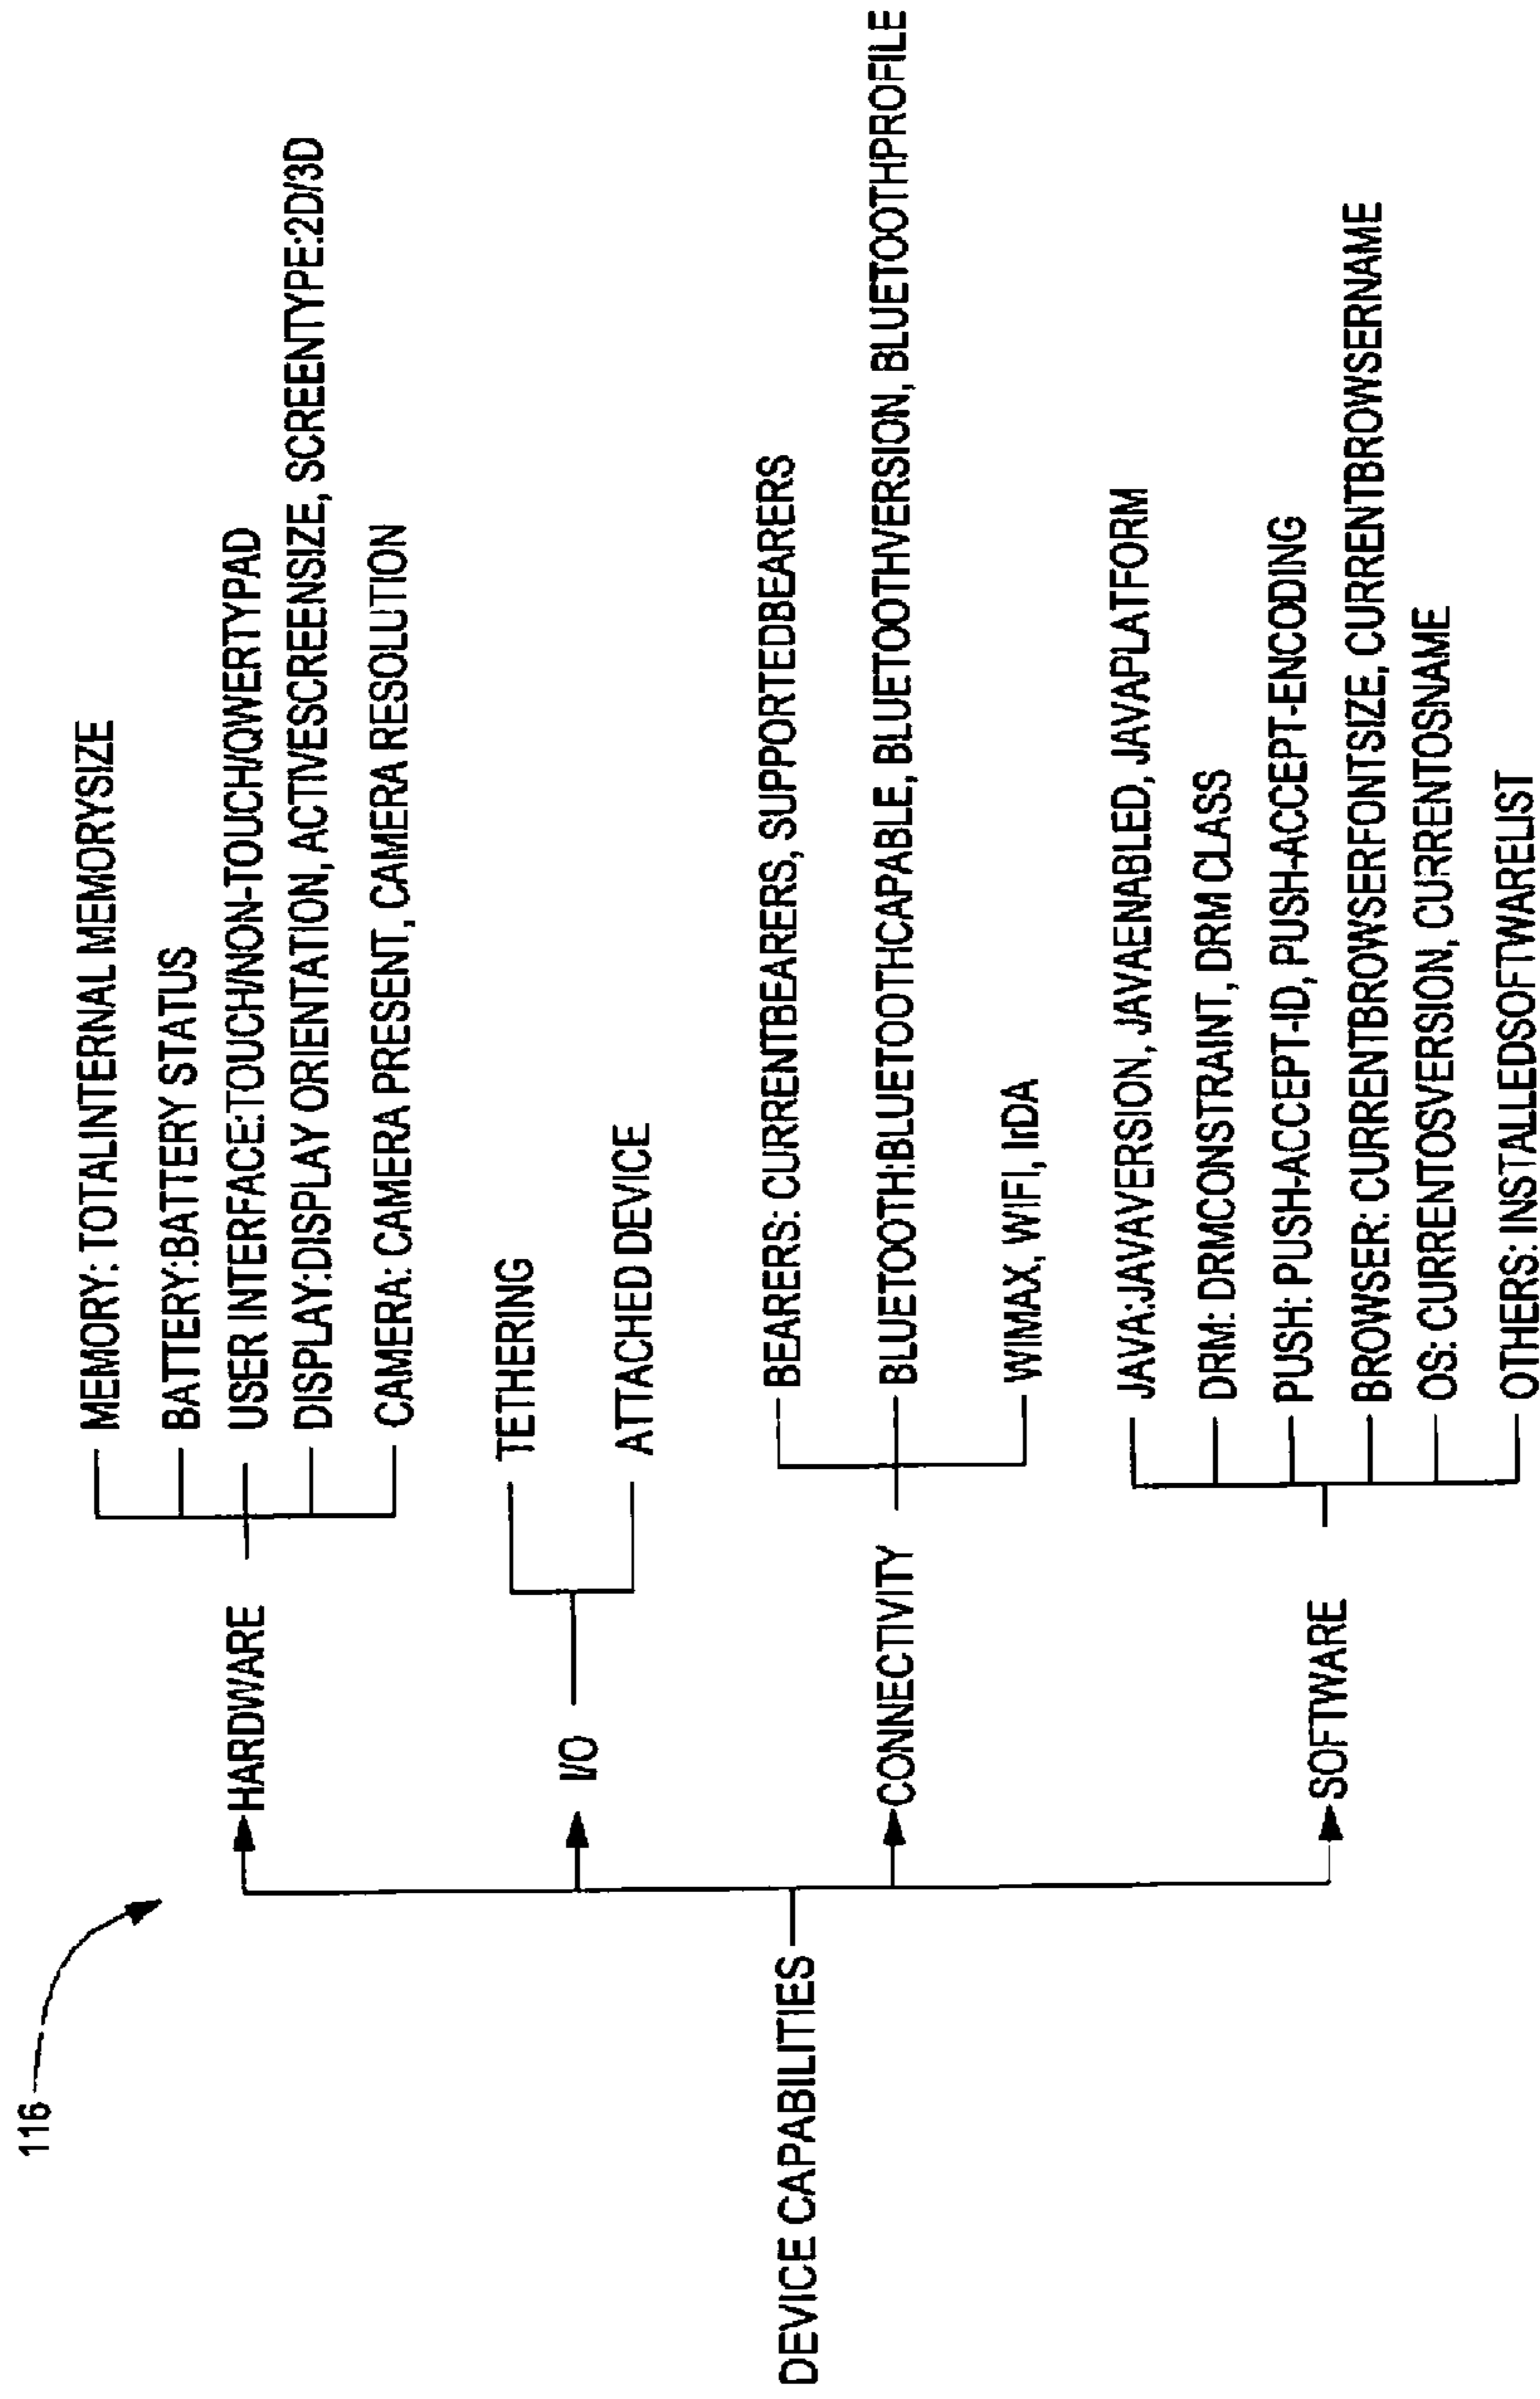 116
DEVICE CAPABILITIES
HARDWARE
MEMORY: TOTALINTERNAL MEMORYSIZE
BATTERY:BATTERY STATUS
USER INTERFACE:TOUCH/NON-TOUCH/QWERTYPAD
DISPLAY:DISPLAY ORIENTATION, ACTIVESCREENSIZE, SCREENTYPE:2D/3D
CAMERA: CAMERA PRESENT, CAMERA RESOLUTION
I/O
TETHERING
ATTACHED DEVICE
CONNECTIVITY
BEARERS: CURRENTBEARERS, SUPPORTEDBEARERS
BLUETOOTH:BLUETOOTHCAPABLE, BLUETOOTHVERSION, BLUETOOTHPROFILE
WIMAX, WIFI, IrDA
SOFTWARE
JAVA:JAVAVERSION, JAVAENABLED, JAVAPLATFORM
DRM: DRMCONSTRAINT, DRM CLASS
PUSH: PUSH-ACCEPT-ID, PUSH-ACCEPT-ENCODING
BROWSER: CURRENTBROWSERFONTSIZE, CURRENTBROWSERNAME
OS: CURRENTOSVERSION, CURRENTOSNAME
OTHERS: INSTALLEDSOFTWARELIST